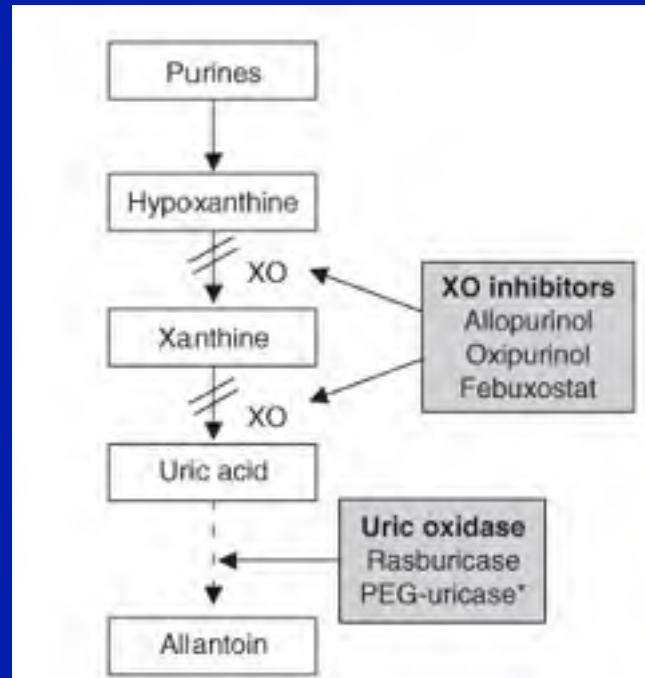 Purines
Hypoxanthine
XO
XO inhibitors
Allopurinol
Oxipurinol
Febuxostat
Xanthine
XO
Uric acid
Uric oxidase
Rasburicase
PEG-uricase*
Allantoin